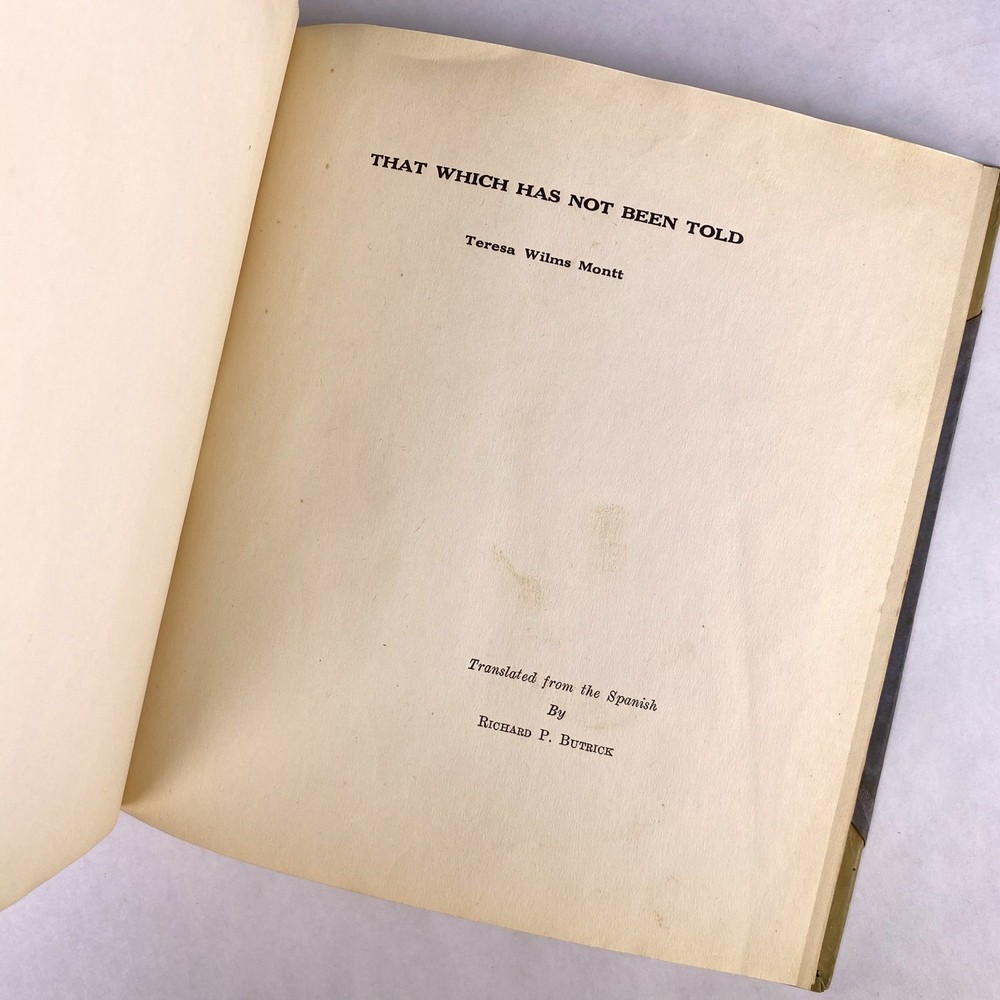 THAT WHICH HAS NOT BEEN TOLD
Teresa Wilms Montt
Translated from the Spanish
By
Richard P. Butrick